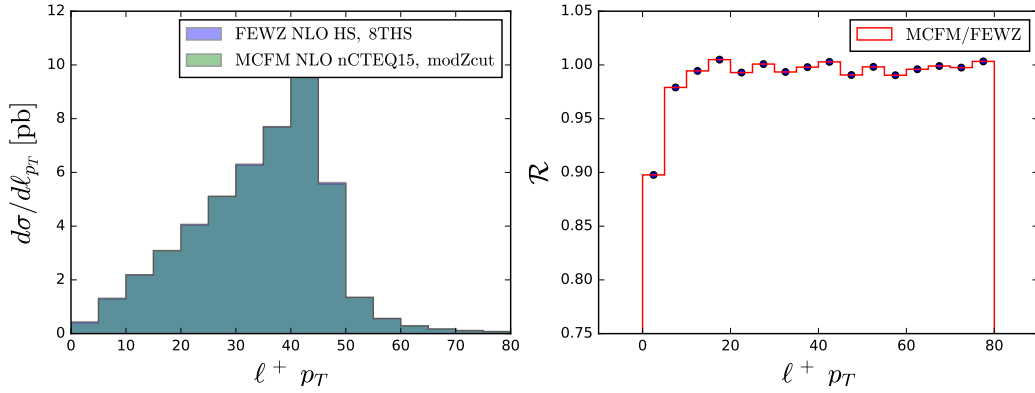 12
10
8
6
4
2
0
dσ/dℓ_{p_T} [pb]
FEWZ NLO HS, 8THS
MCFM NLO nCTEQ15, modZcut
0 10 20 30 40 50 60 70 80
ℓ⁺ p_T
1.05
1.00
0.95
0.90
0.85
0.80
0.75
ℛ
MCFM/FEWZ
0 20 40 60 80
ℓ⁺ p_T